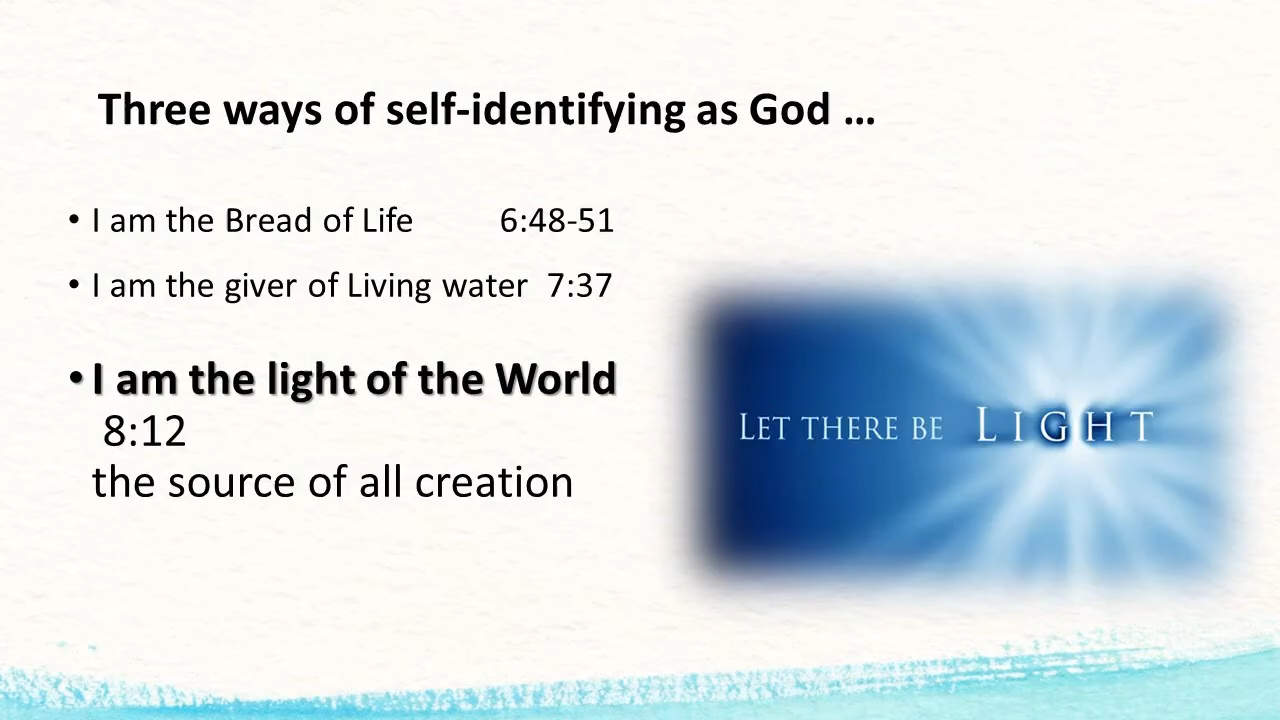 Three ways of self-identifying as God …
• I am the Bread of Life 6:48-51
• I am the giver of Living water 7:37
• I am the light of the World
8:12
the source of all creation
LET THERE BE LIGHT